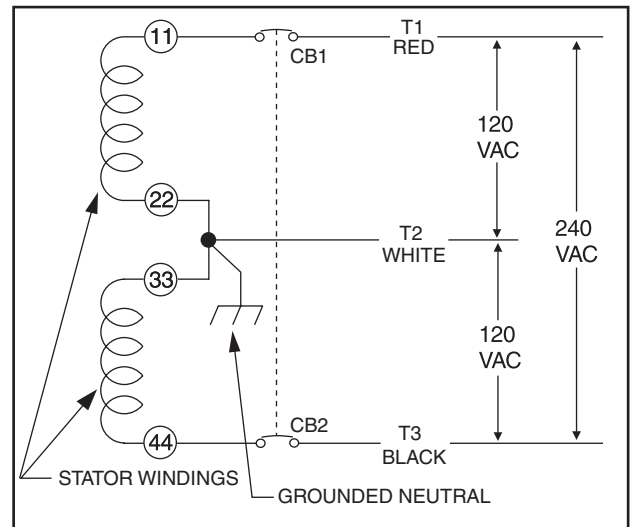 11
CB1
T1
RED
120
VAC
22
T2
WHITE
240
VAC
33
120
VAC
44
CB2
T3
BLACK
STATOR WINDINGS
GROUNDED NEUTRAL